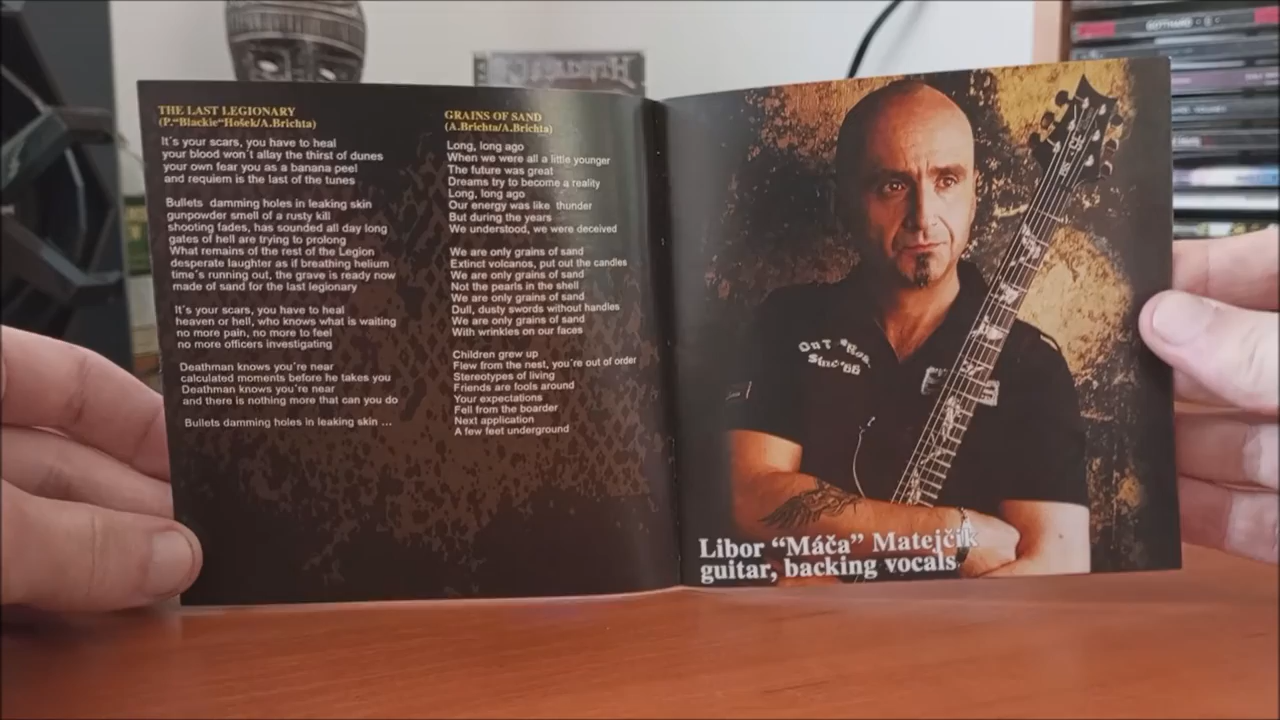 THE LAST LEGIONARY
(P."Blackie"Hošek/A.Brichta)
It´s your scars, you have to heal
your blood won´t allay the thirst of dunes
your own fear you as a banana peel
and requiem is the last of the tunes
Bullets damming holes in leaking skin
gunpowder smell of a rusty kill
shooting fades, has sounded all day long
gates of hell are trying to prolong
What remains of the rest of the Legion
desperate laughter as if breathing helium
time´s running out, the grave is ready now
made of sand for the last legionary
It´s your scars, you have to heal
heaven or hell, who knows what is waiting
no more pain, no more to feel
no more officers investigating
Deathman knows you´re near
calculated moments before he takes you
Deathman knows you´re near
and there is nothing more that can you do
Bullets damming holes in leaking skin ...
GRAINS OF SAND
(A.Brichta/A.Brichta)
Long, long ago
When we were all a little younger
The future was great
Dreams try to become a reality
Long, long ago
Our energy was like thunder
But during the years
We understood, we were deceived
We are only grains of sand
Extinct volcanos, put out the candles
We are only grains of sand
Not the pearls in the shell
We are only grains of sand
Dull, dusty swords without handles
We are only grains of sand
With wrinkles on our faces
Children grew up
Flew from the nest, you´re out of order
Stereotypes of living
Friends are fools around
Your expectations
Fell from the boarder
Next application
A few feet underground
Libor “Máča” Matejčík
guitar, backing vocals
GOTTHARD